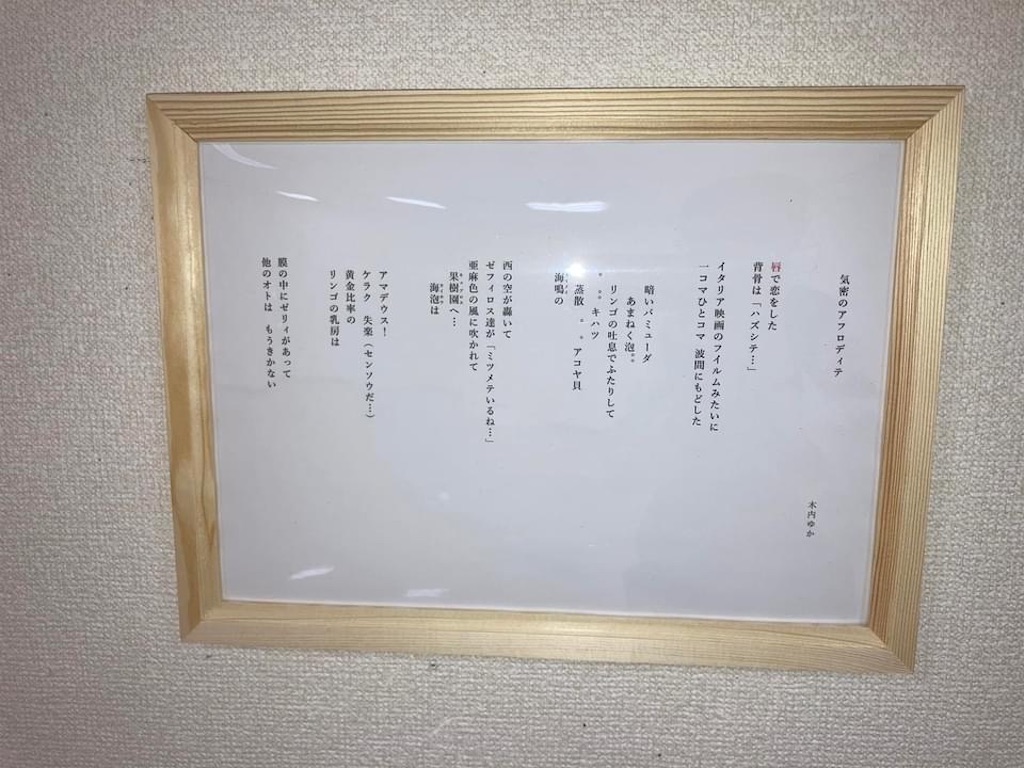 気密のアフロディテ
木内ゆか
唇で恋をした
背骨は「ハズシテ…」
イタリア映画のフイルムみたいに
一コマひとコマ　波間にもどした
暗いバミューダ
あまねく泡。。
リンゴの吐息でふたりして
。 。。キハツ
蒸散 。。アコヤ貝
海鳴の
西の空が轟いて
ゼフィロス達が「ミツメテいるね…」
亜麻色の風に吹かれて
果樹園へ…
海泡は
アマデウス！
ケラク　失楽（センソウだ…）
黄金比率の
リンゴの乳房は
膜の中にゼリィがあって
他のオトは　もうきかない